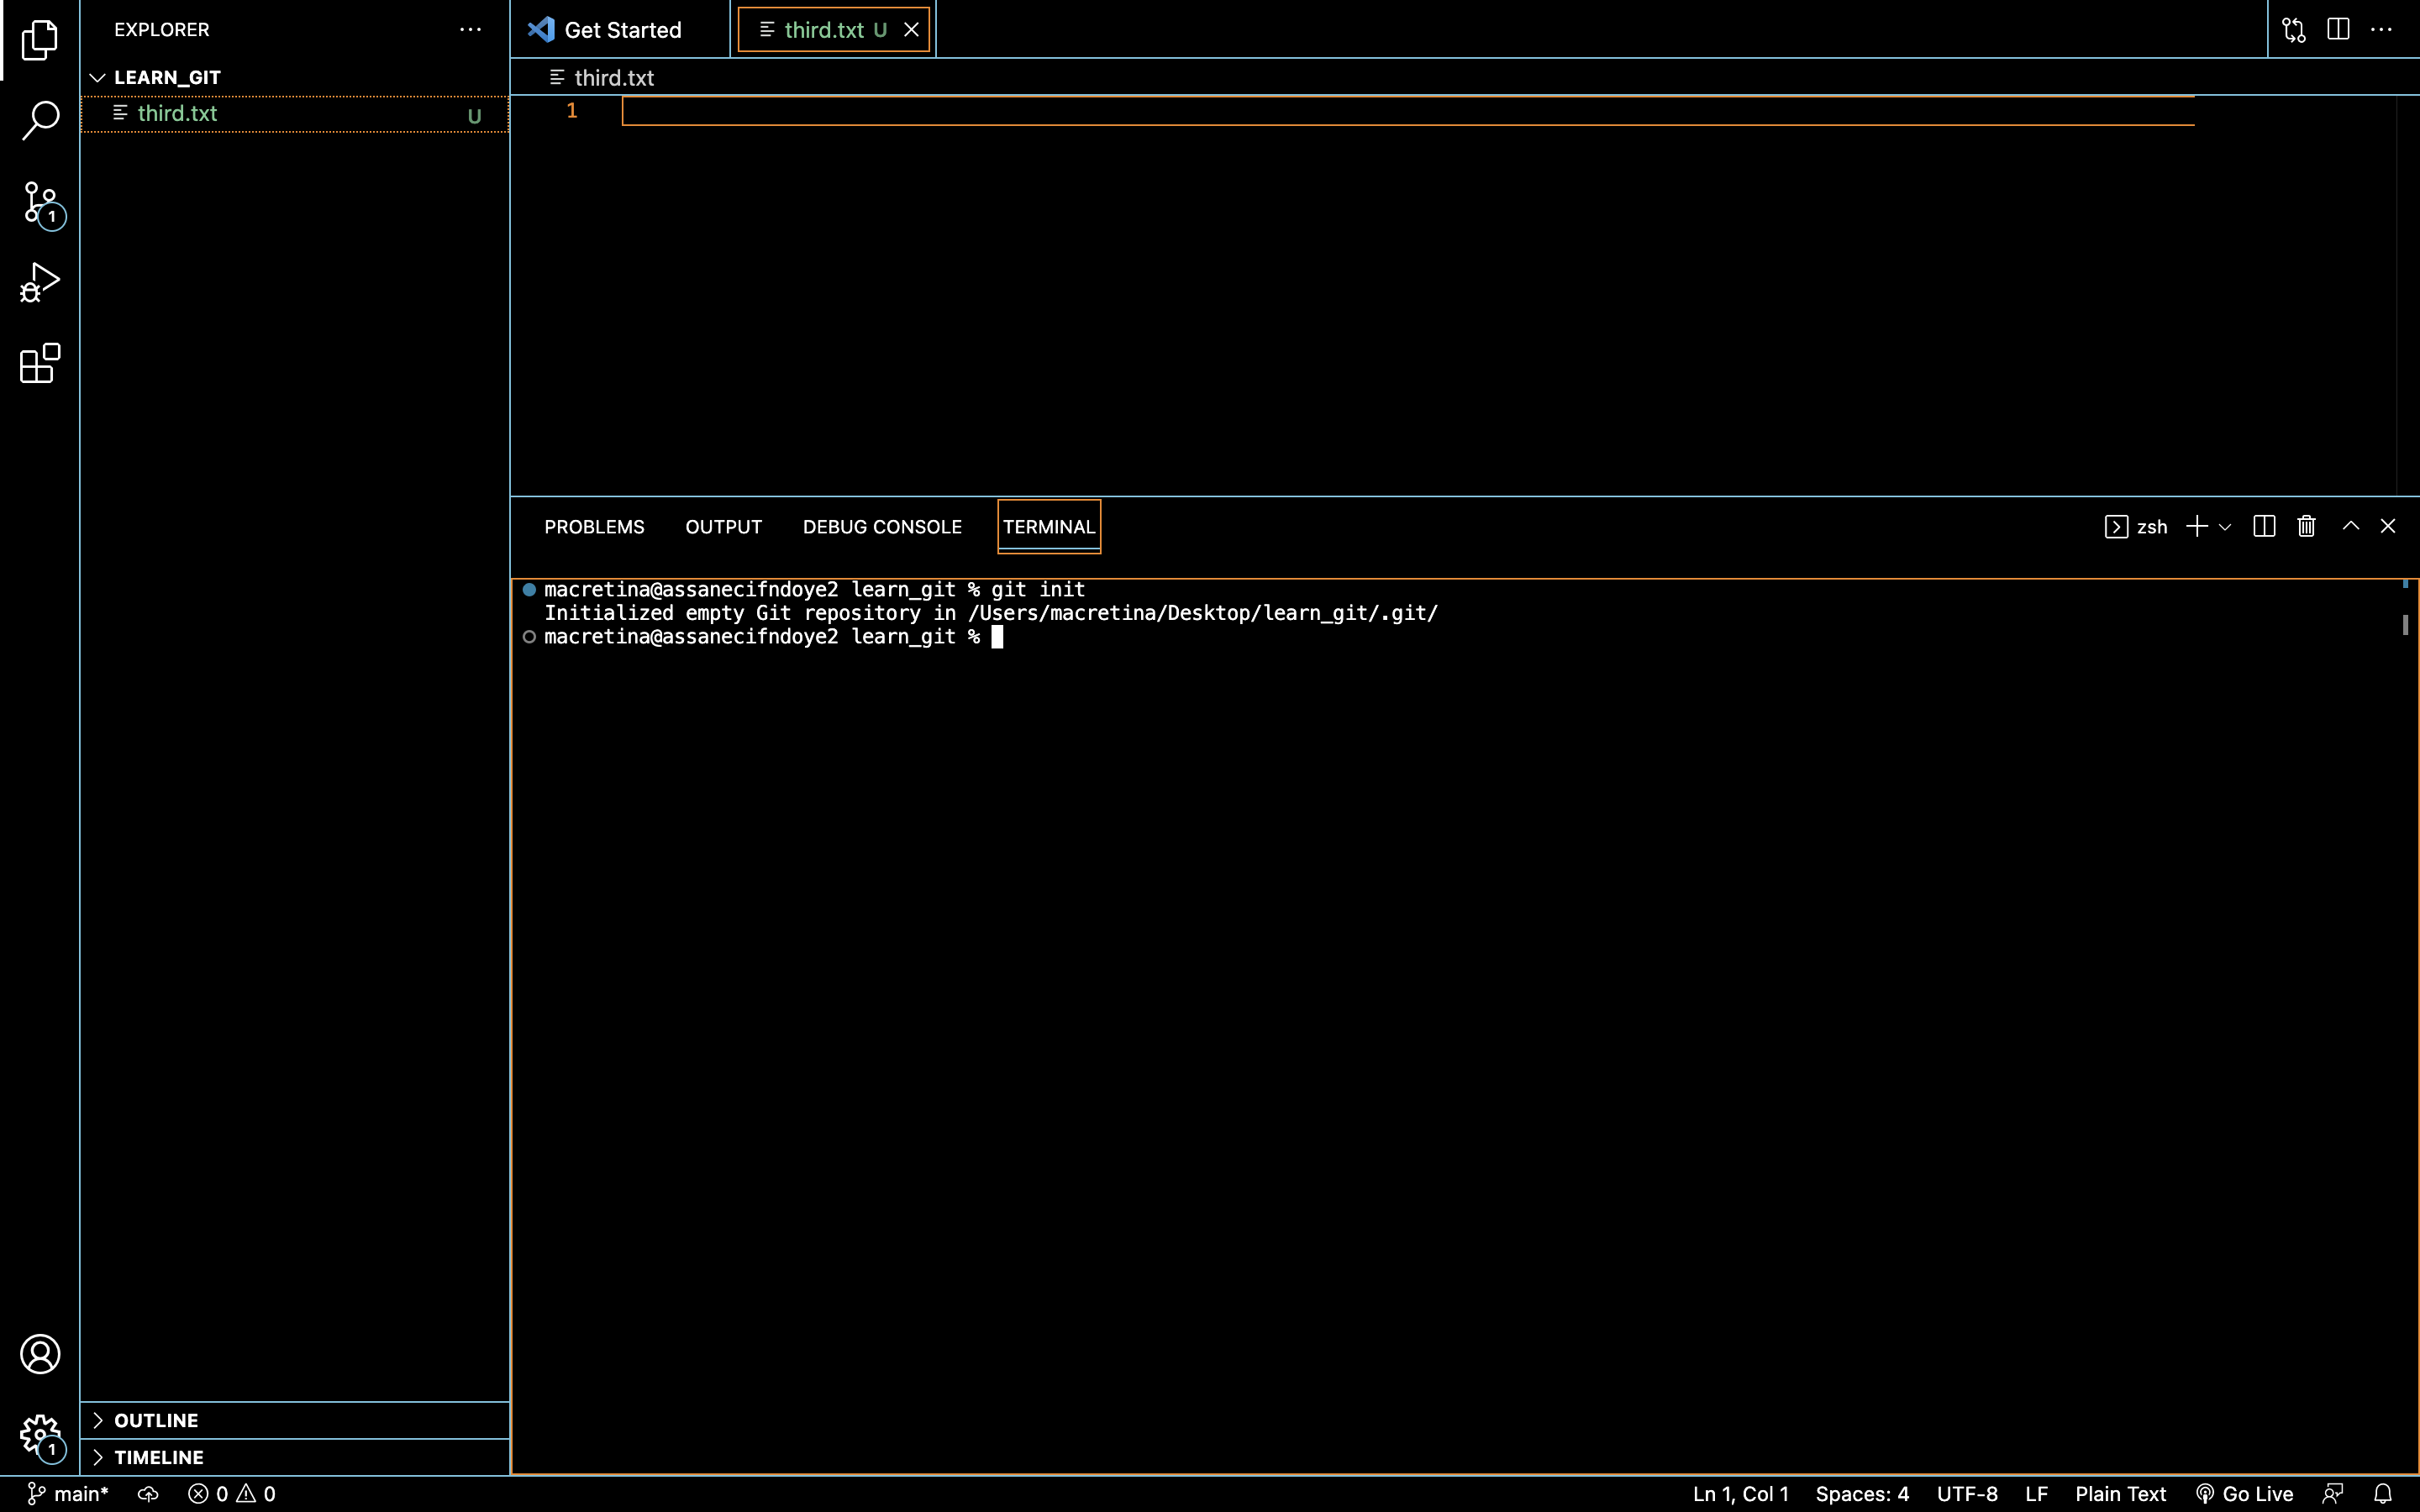 EXPLORER
LEARN_GIT
third.txt U
1
Get Started
third.txt U
third.txt
1
PROBLEMS OUTPUT DEBUG CONSOLE TERMINAL zsh
macretina@assanecifndoye2 learn_git % git init
Initialized empty Git repository in /Users/macretina/Desktop/learn_git/.git/
macretina@assanecifndoye2 learn_git %
OUTLINE
1
TIMELINE
main* 0 0 Ln 1, Col 1 Spaces: 4 UTF-8 LF Plain Text Go Live